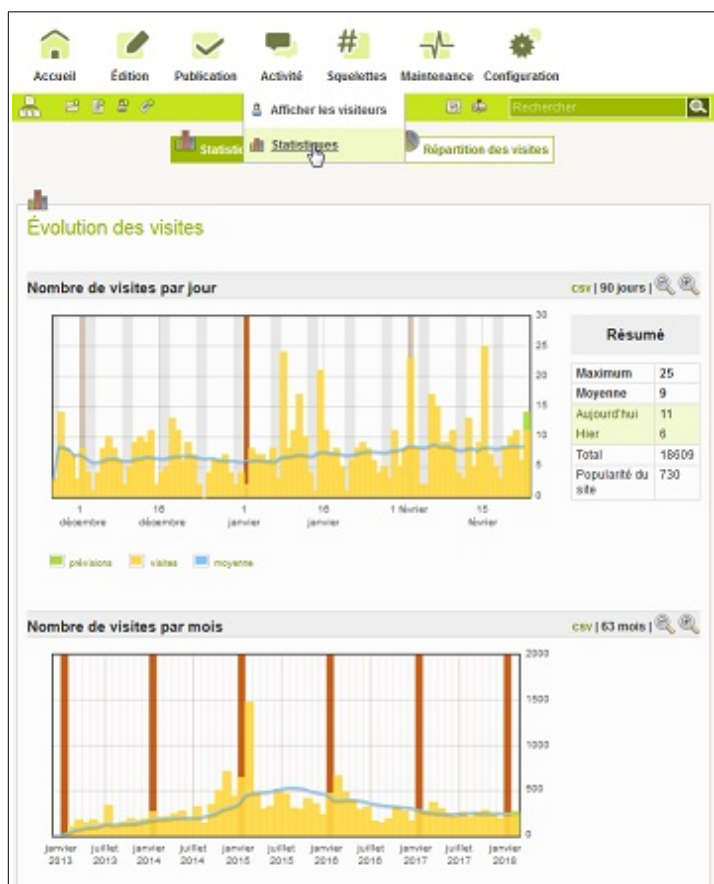 Accueil Édition Publication Activité Squelettes Maintenance Configuration
Afficher les visiteurs
Rechercher
Statistiques
Répartition des visites
Évolution des visites
Nombre de visites par jour
csv | 90 jours |
30
25
20
15
10
5
0
1 décembre
16 décembre
1 janvier
16 janvier
1 février
15 février
prévisions visites moyenne
Résumé
Maximum 25
Moyenne 9
Aujourd'hui 11
Hier 6
Total 18609
Popularité du site 730
Nombre de visites par mois
csv | 63 mois |
2000
1500
1000
500
0
janvier 2013
juillet 2013
janvier 2014
juillet 2014
janvier 2015
juillet 2015
janvier 2016
juillet 2016
janvier 2017
juillet 2017
janvier 2018